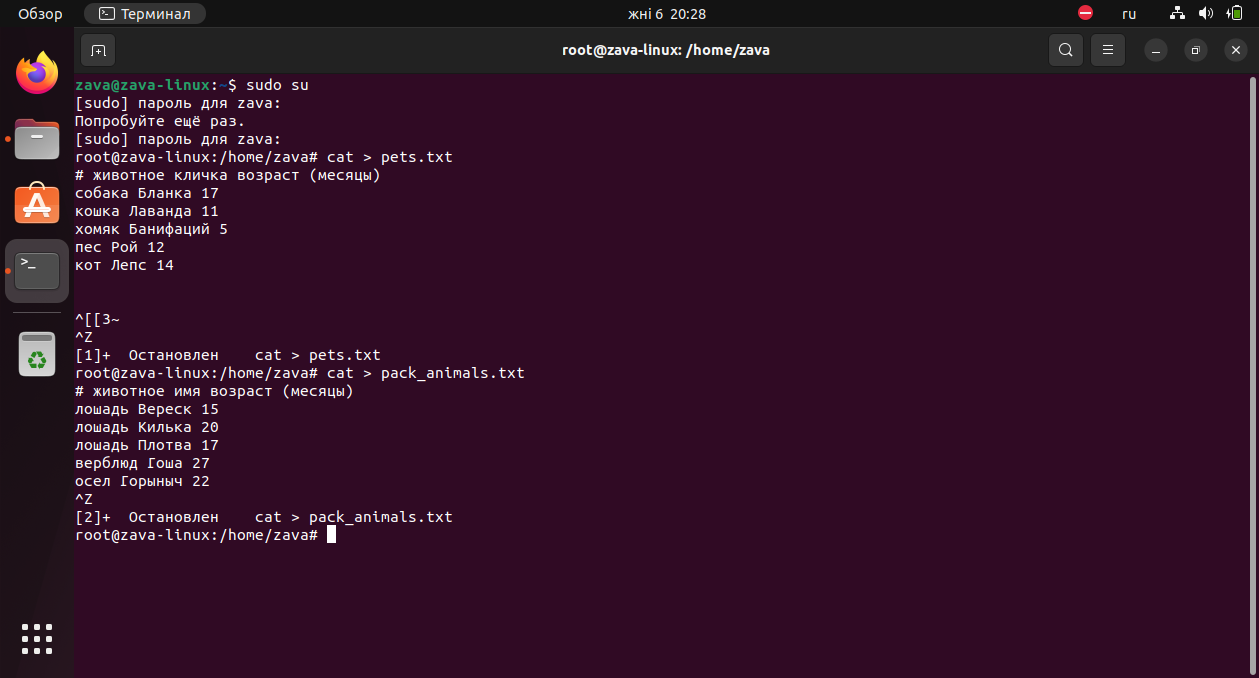 Обзор
Терминал
жні 6 20:28
ru
root@zava-linux: /home/zava
zava@zava-linux:~$ sudo su
[sudo] пароль для zava:
Попробуйте ещё раз.
[sudo] пароль для zava:
root@zava-linux:/home/zava# cat > pets.txt
# животное кличка возраст (месяцы)
собака Бланка 17
кошка Лаванда 11
хомяк Банифаций 5
пес Рой 12
кот Лепс 14
^[[3~
^Z
[1]+  Остановлен    cat > pets.txt
root@zava-linux:/home/zava# cat > pack_animals.txt
# животное имя возраст (месяцы)
лошадь Вереск 15
лошадь Килька 20
лошадь Плотва 17
верблюд Гоша 27
осел Горыныч 22
^Z
[2]+  Остановлен    cat > pack_animals.txt
root@zava-linux:/home/zava#